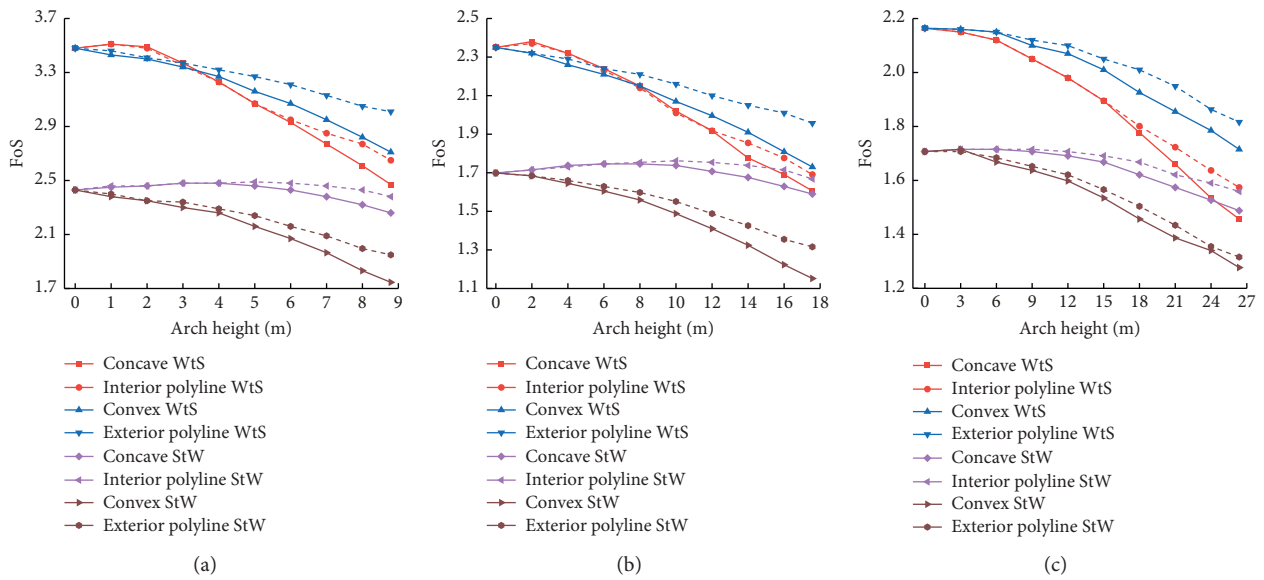 3.7
3.3
2.9
2.5
2.1
1.7
FoS
0 1 2 3 4 5 6 7 8 9
Arch height (m)
Concave WtS
Interior polyline WtS
Convex WtS
Exterior polyline WtS
Concave StW
Interior polyline StW
Convex StW
Exterior polyline StW
(a)
2.5
2.3
2.1
1.9
1.7
1.5
1.3
1.1
FoS
0 2 4 6 8 10 12 14 16 18
Arch height (m)
Concave WtS
Interior polyline WtS
Convex WtS
Exterior polyline WtS
Concave StW
Interior polyline StW
Convex StW
Exterior polyline StW
(b)
2.2
2.0
1.8
1.6
1.4
1.2
FoS
0 3 6 9 12 15 18 21 24 27
Arch height (m)
Concave WtS
Interior polyline WtS
Convex WtS
Exterior polyline WtS
Concave StW
Interior polyline StW
Convex StW
Exterior polyline StW
(c)